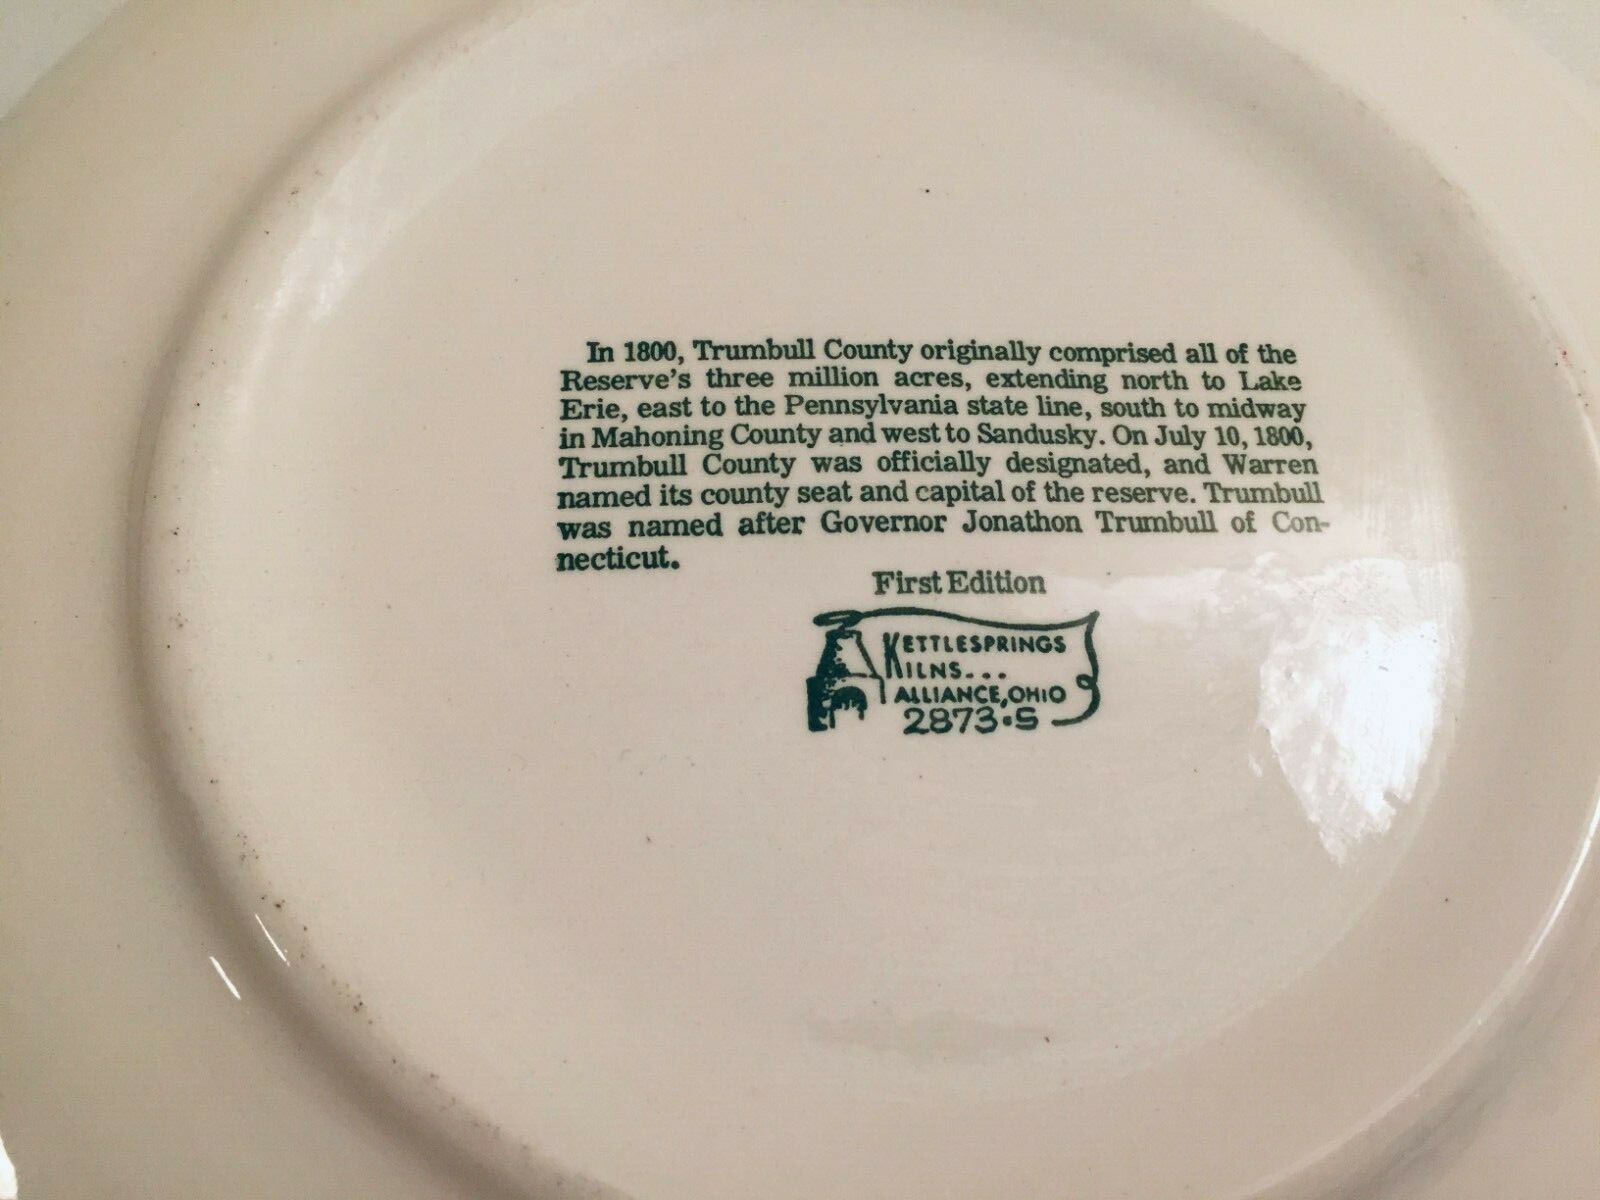 In 1800, Trumbull County originally comprised all of the
Reserve's three million acres, extending north to Lake
Erie, east to the Pennsylvania state line, south to midway
in Mahoning County and west to Sandusky. On July 10, 1800,
Trumbull County was officially designated, and Warren
named its county seat and capital of the reserve. Trumbull
was named after Governor Jonathon Trumbull of Con-
necticut.
First Edition
KETTLESPRINGS
KILNS...
ALLIANCE, OHIO
2873•S